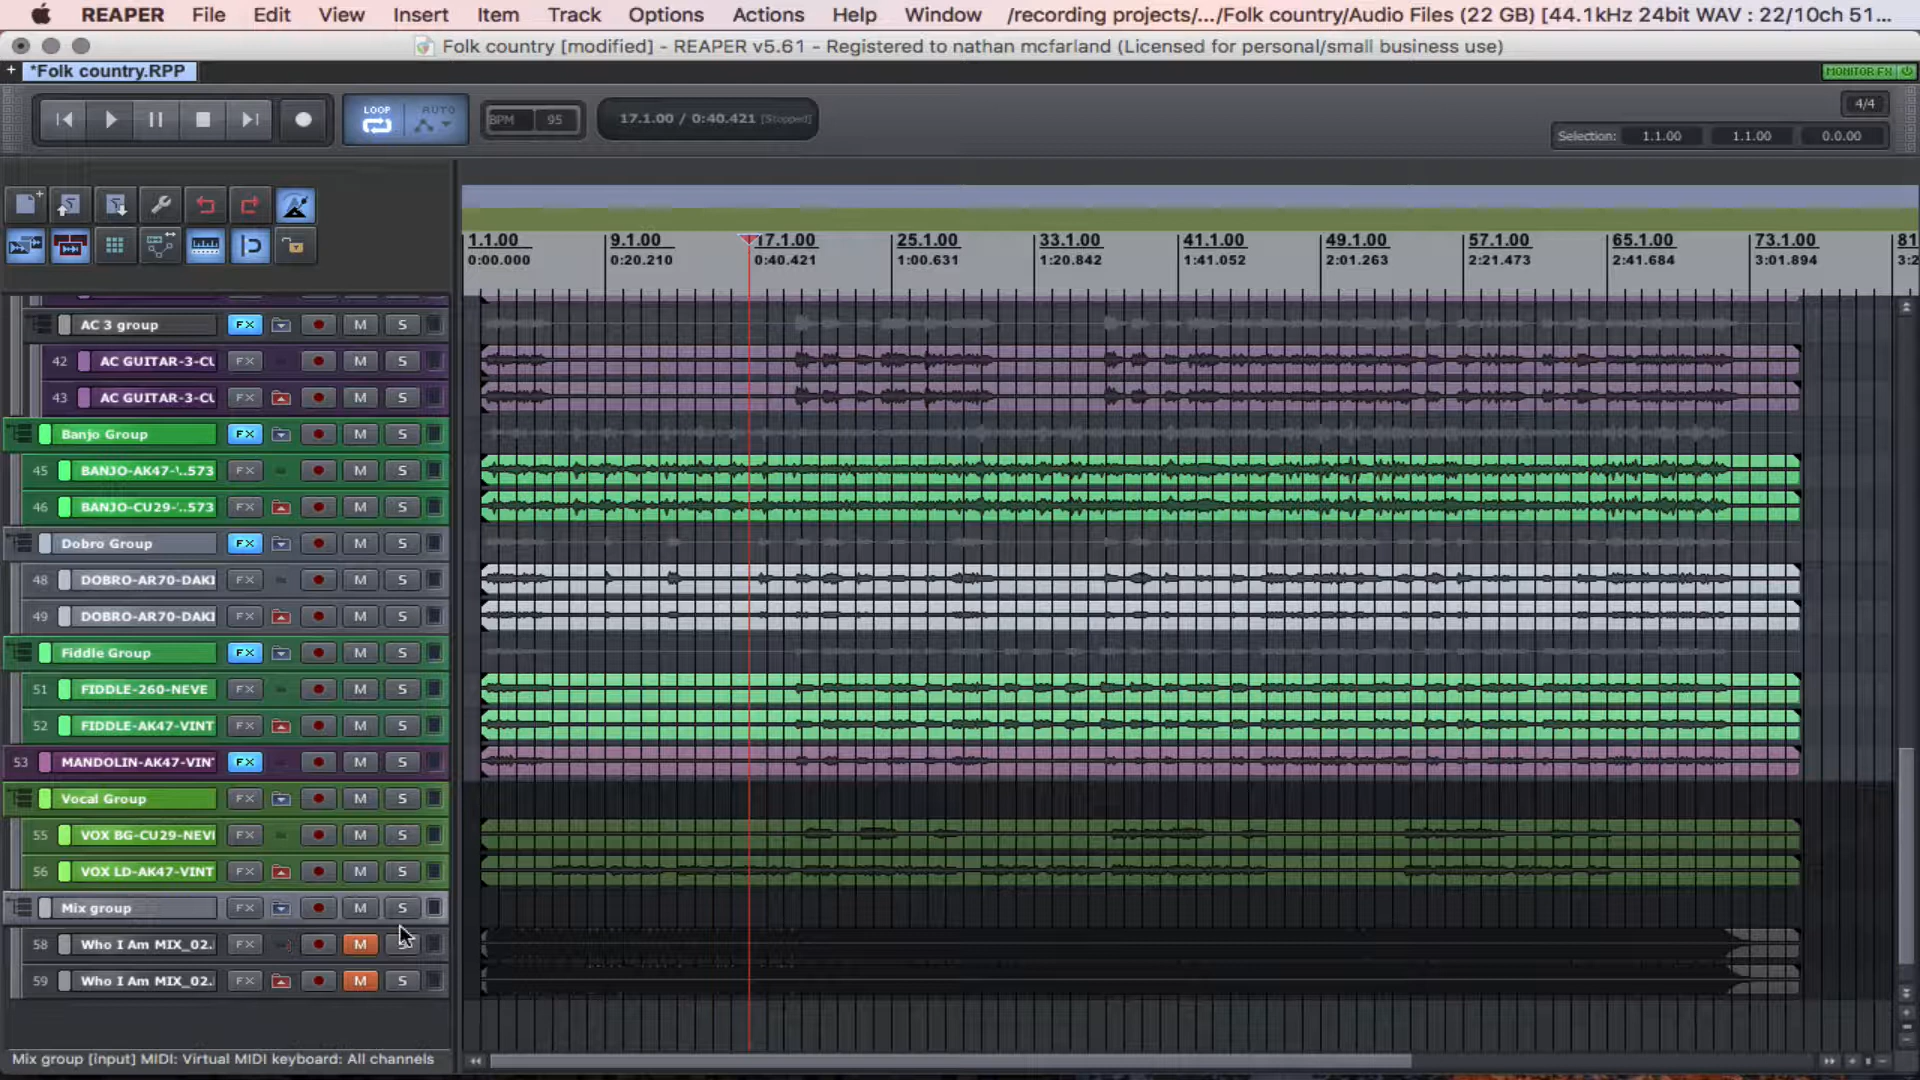 REAPER File Edit View Insert Item Track Options Actions Help Window /recording projects/.../Folk country/Audio Files (22 GB) [44.1kHz 24bit WAV : 22/10ch 51...
Folk country [modified] - REAPER v5.61 - Registered to nathan mcfarland (Licensed for personal/small business use)
+ *Folk country.RPP MONITOR FX
LOOP AUTO BPM 95 17.1.00 / 0:40.421 [Stopped] 4/4
Selection: 1.1.00 1.1.00 0.0.00
1.1.00 9.1.00 17.1.00 25.1.00 33.1.00 41.1.00 49.1.00 57.1.00 65.1.00 73.1.00 81
0:00.000 0:20.210 0:40.421 1:00.631 1:20.842 1:41.052 2:01.263 2:21.473 2:41.684 3:01.894 3:2
AC 3 group FX M S
42 AC GUITAR-3-CU FX M S
43 AC GUITAR-3-CU FX M S
Banjo Group FX M S
45 BANJO-AK47-\..573 FX M S
46 BANJO-CU29-'..573 FX M S
Dobro Group FX M S
48 DOBRO-AR70-DAKI FX M S
49 DOBRO-AR70-DAKI FX M S
Fiddle Group FX M S
51 FIDDLE-260-NEVE FX M S
52 FIDDLE-AK47-VINT FX M S
53 MANDOLIN-AK47-VIN FX M S
Vocal Group FX M S
55 VOX BG-CU29-NEVI FX M S
56 VOX LD-AK47-VINT FX M S
Mix group FX M S
58 Who I Am MIX_02. FX M S
59 Who I Am MIX_02. FX M S
Mix group [input] MIDI: Virtual MIDI keyboard: All channels